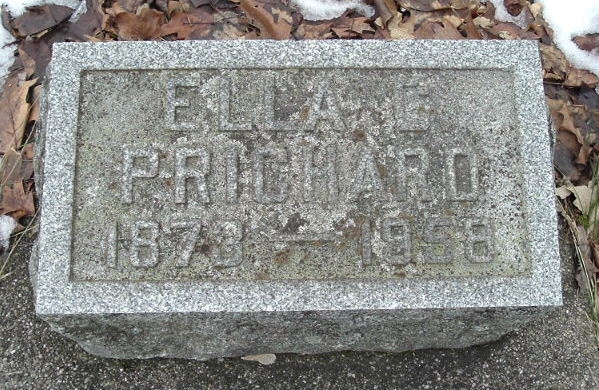 ELLA E.
PRICHARD
1873 — 1958